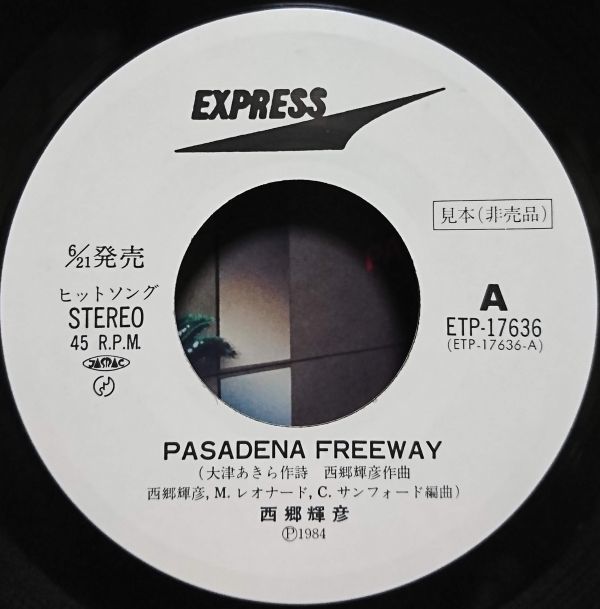 EXPRESS
見本(非売品)
6/21発売
ヒットソング
STEREO
45 R.P.M.
JASRAC
A
ETP-17636
(ETP-17636-A)
PASADENA FREEWAY
(大津あきら作詩 西郷輝彦作曲
西郷輝彦, M. レオナード, C. サンフォード編曲)
西郷輝彦
Ⓟ1984